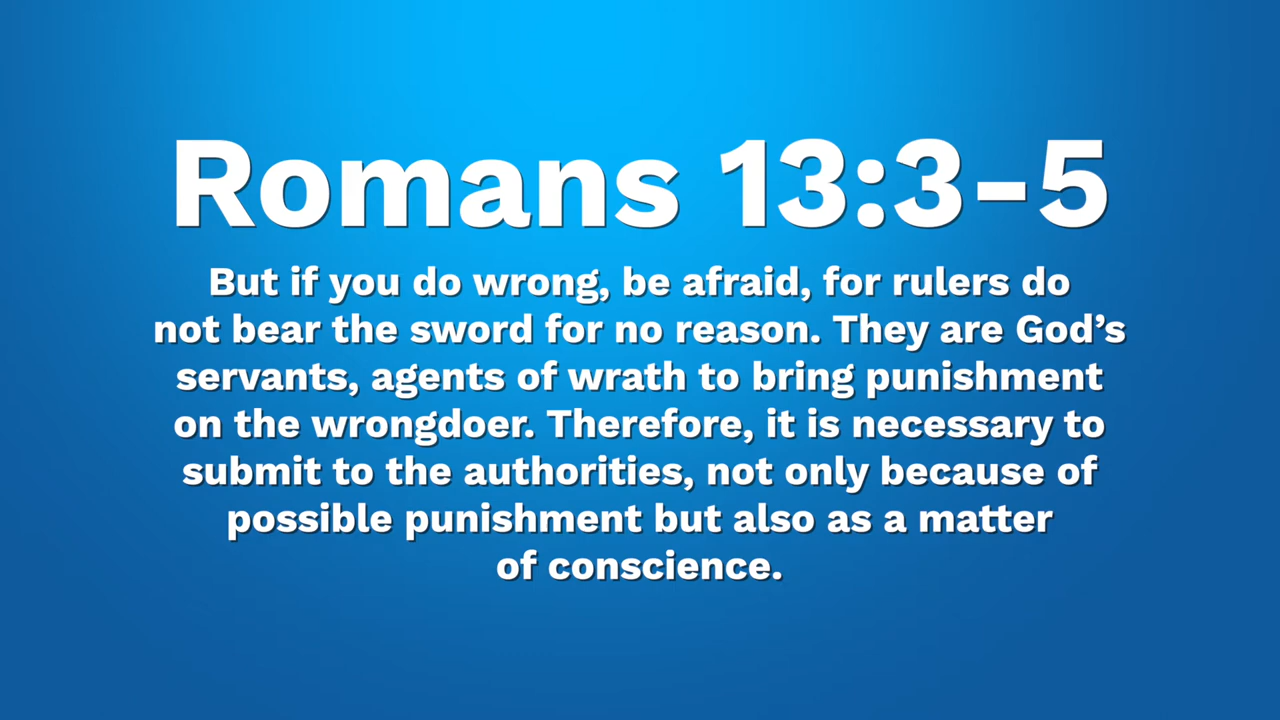 Romans 13:3-5
But if you do wrong, be afraid, for rulers do
not bear the sword for no reason. They are God’s
servants, agents of wrath to bring punishment
on the wrongdoer. Therefore, it is necessary to
submit to the authorities, not only because of
possible punishment but also as a matter
of conscience.